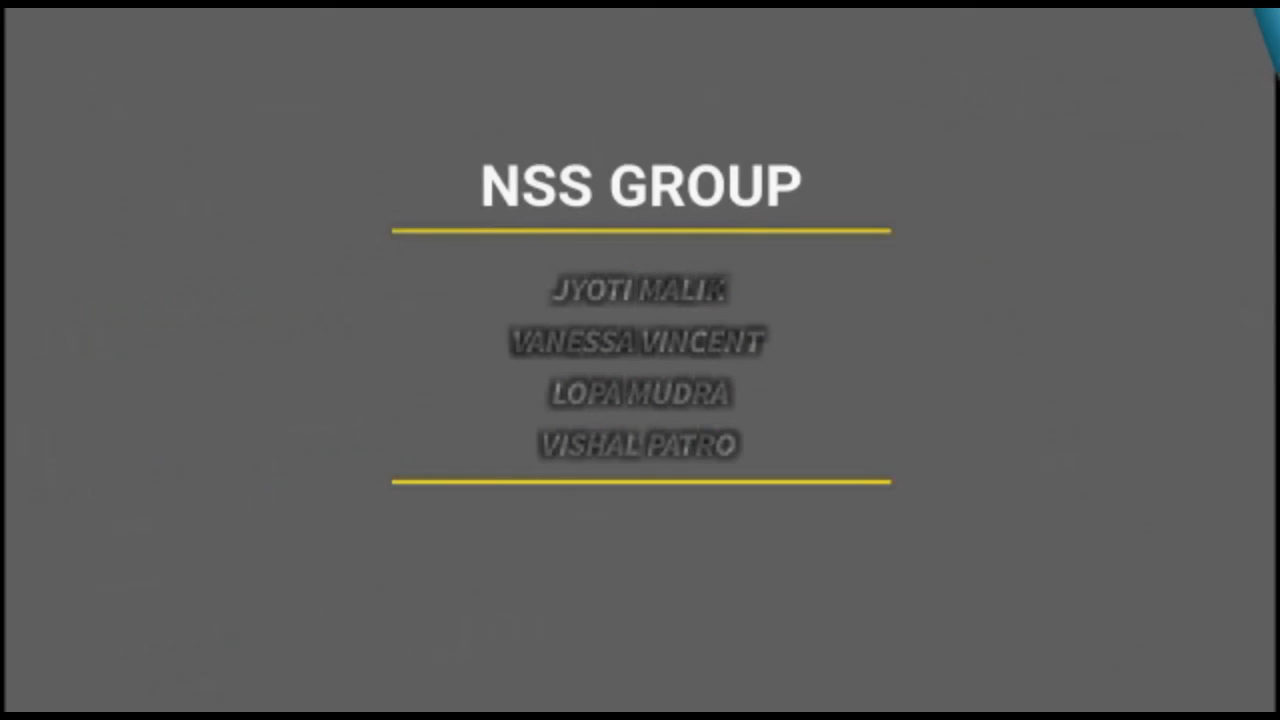 NSS GROUP
JYOTI MALIK
VANESSA VINCENT
LOPA MUDRA
VISHAL PATRO